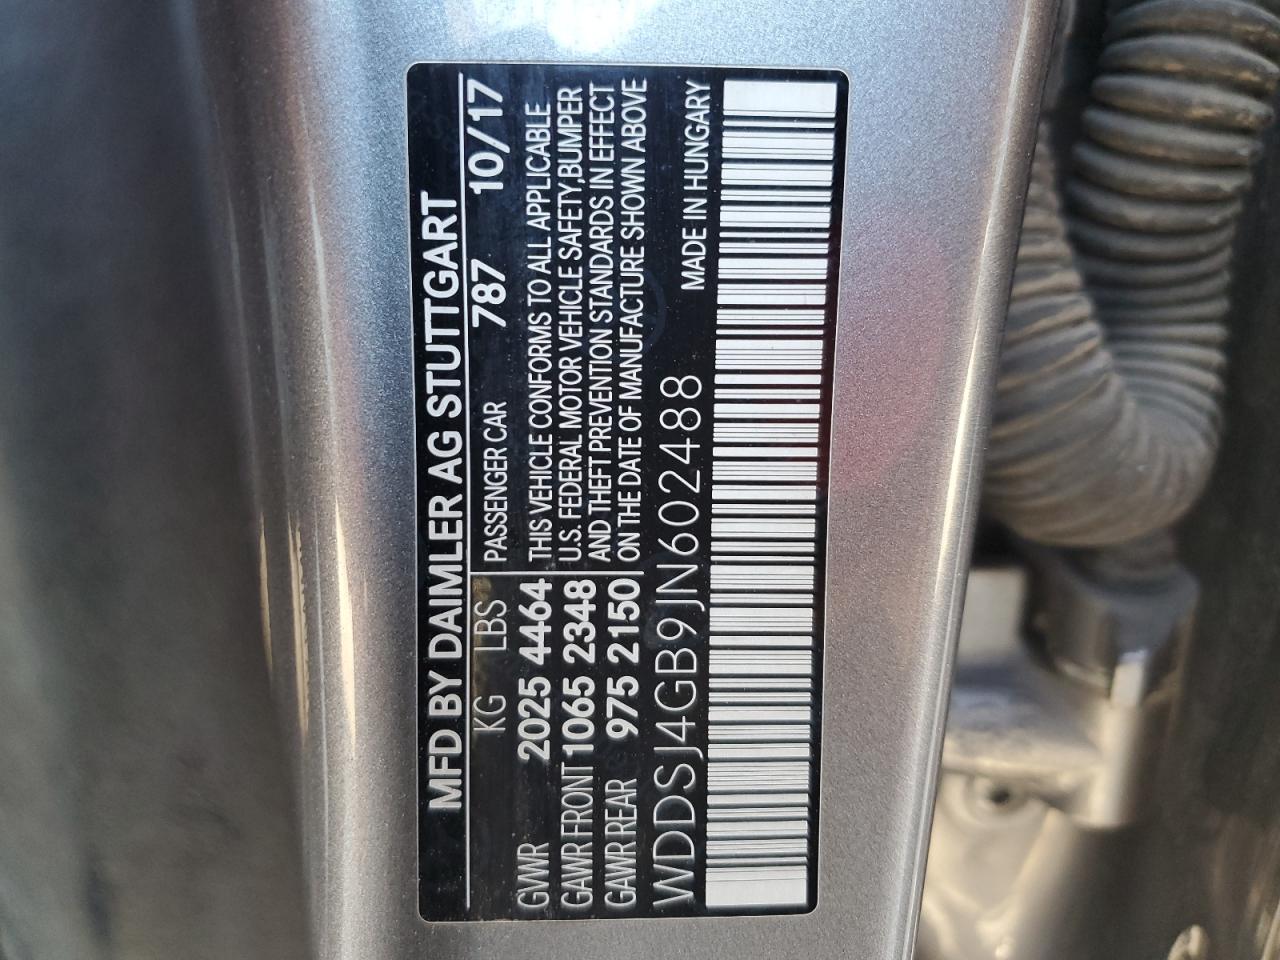 MFD BY DAIMLER AG STUTTGART
KG LBS PASSENGER CAR 787 10/17
GVWR 2025 4464 THIS VEHICLE CONFORMS TO ALL APPLICABLE
GAWR FRONT 1065 2348 U.S. FEDERAL MOTOR VEHICLE SAFETY,BUMPER
AND THEFT PREVENTION STANDARDS IN EFFECT
GAWR REAR 975 2150 ON THE DATE OF MANUFACTURE SHOWN ABOVE
WDDSJ4GB9JN602488 MADE IN HUNGARY